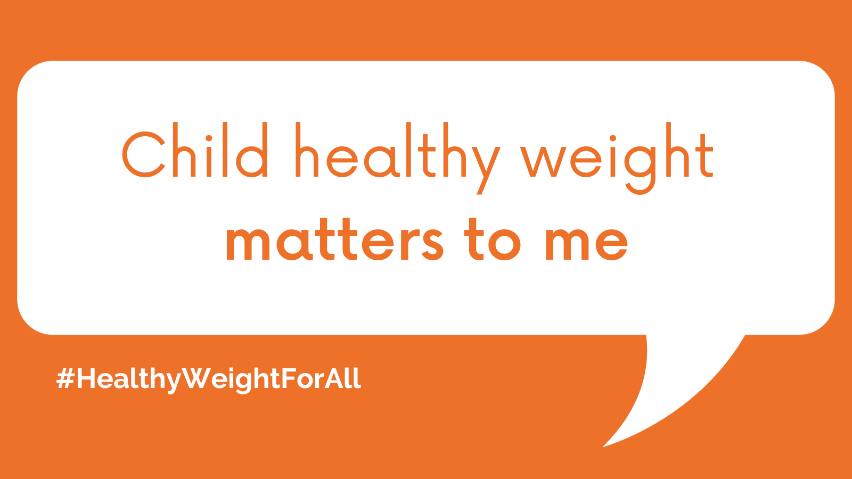 Child healthy weight
matters to me
#HealthyWeightForAll